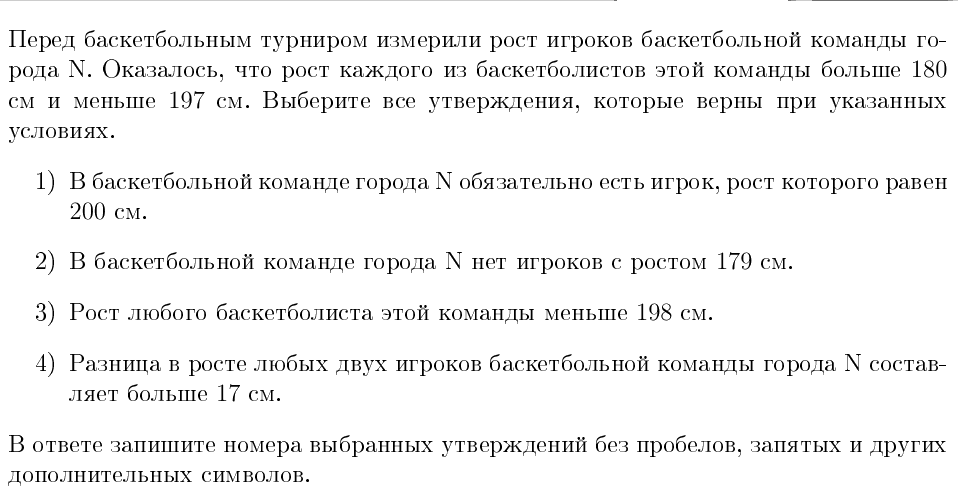 Перед баскетбольным турниром измерили рост игроков баскетбольной команды го-
рода N. Оказалось, что рост каждого из баскетболистов этой команды больше 180
см и меньше 197 см. Выберите все утверждения, которые верны при указанных
условиях.
1) В баскетбольной команде города N обязательно есть игрок, рост которого равен
200 см.
2) В баскетбольной команде города N нет игроков с ростом 179 см.
3) Рост любого баскетболиста этой команды меньше 198 см.
4) Разница в росте любых двух игроков баскетбольной команды города N состав-
ляет больше 17 см.
В ответе запишите номера выбранных утверждений без пробелов, запятых и других
дополнительных символов.